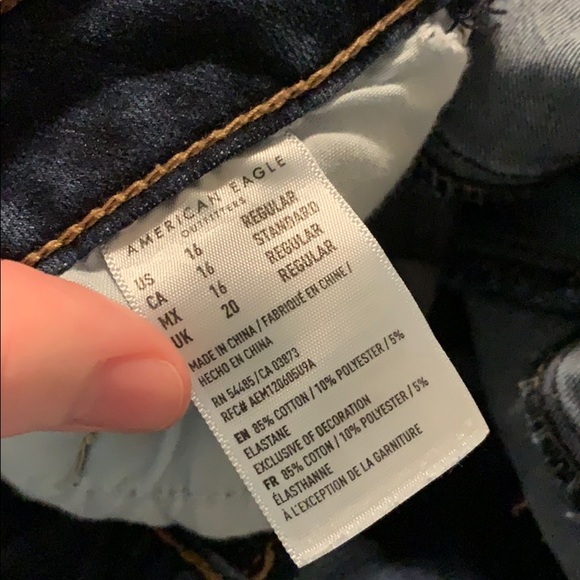 AMERICAN EAGLE
OUTFITTERS
US 16 REGULAR
CA 16 STANDARD
MX 16 REGULAR
UK 20 REGULAR
MADE IN CHINA / FABRIQUÉ EN CHINE /
HECHO EN CHINA
RN 54485/CA 03873
RFC# AEM120605U9A
EN 85% COTTON / 10% POLYESTER / 5%
ELASTANE
EXCLUSIVE OF DECORATION
FR 85% COTON / 10% POLYESTER / 5%
ÉLASTHANNE
À L'EXCEPTION DE LA GARNITURE